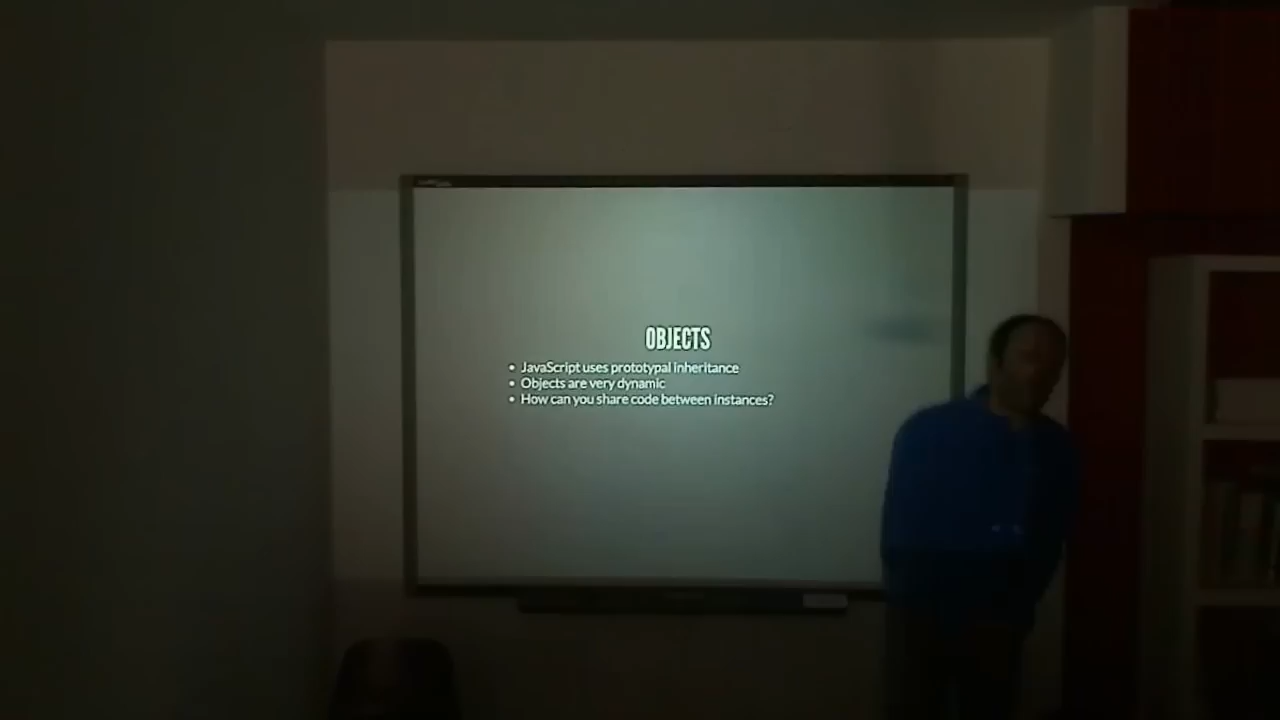 OBJECTS
• JavaScript uses prototypal inheritance
• Objects are very dynamic
• How can you share code between instances?